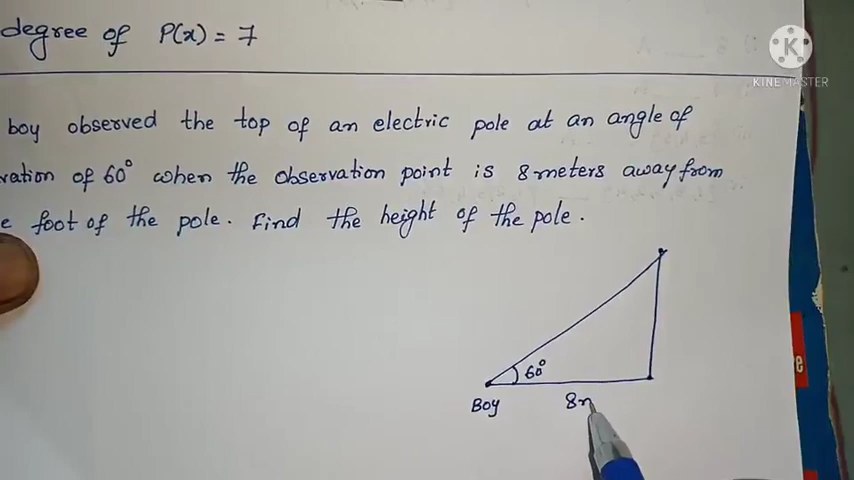 degree of P(x) = 7
KINEMASTER
boy observed the top of an electric pole at an angle of
ration of 60° when the observation point is 8 meters away from
e foot of the pole. Find the height of the pole.
60°
Boy
8m
e